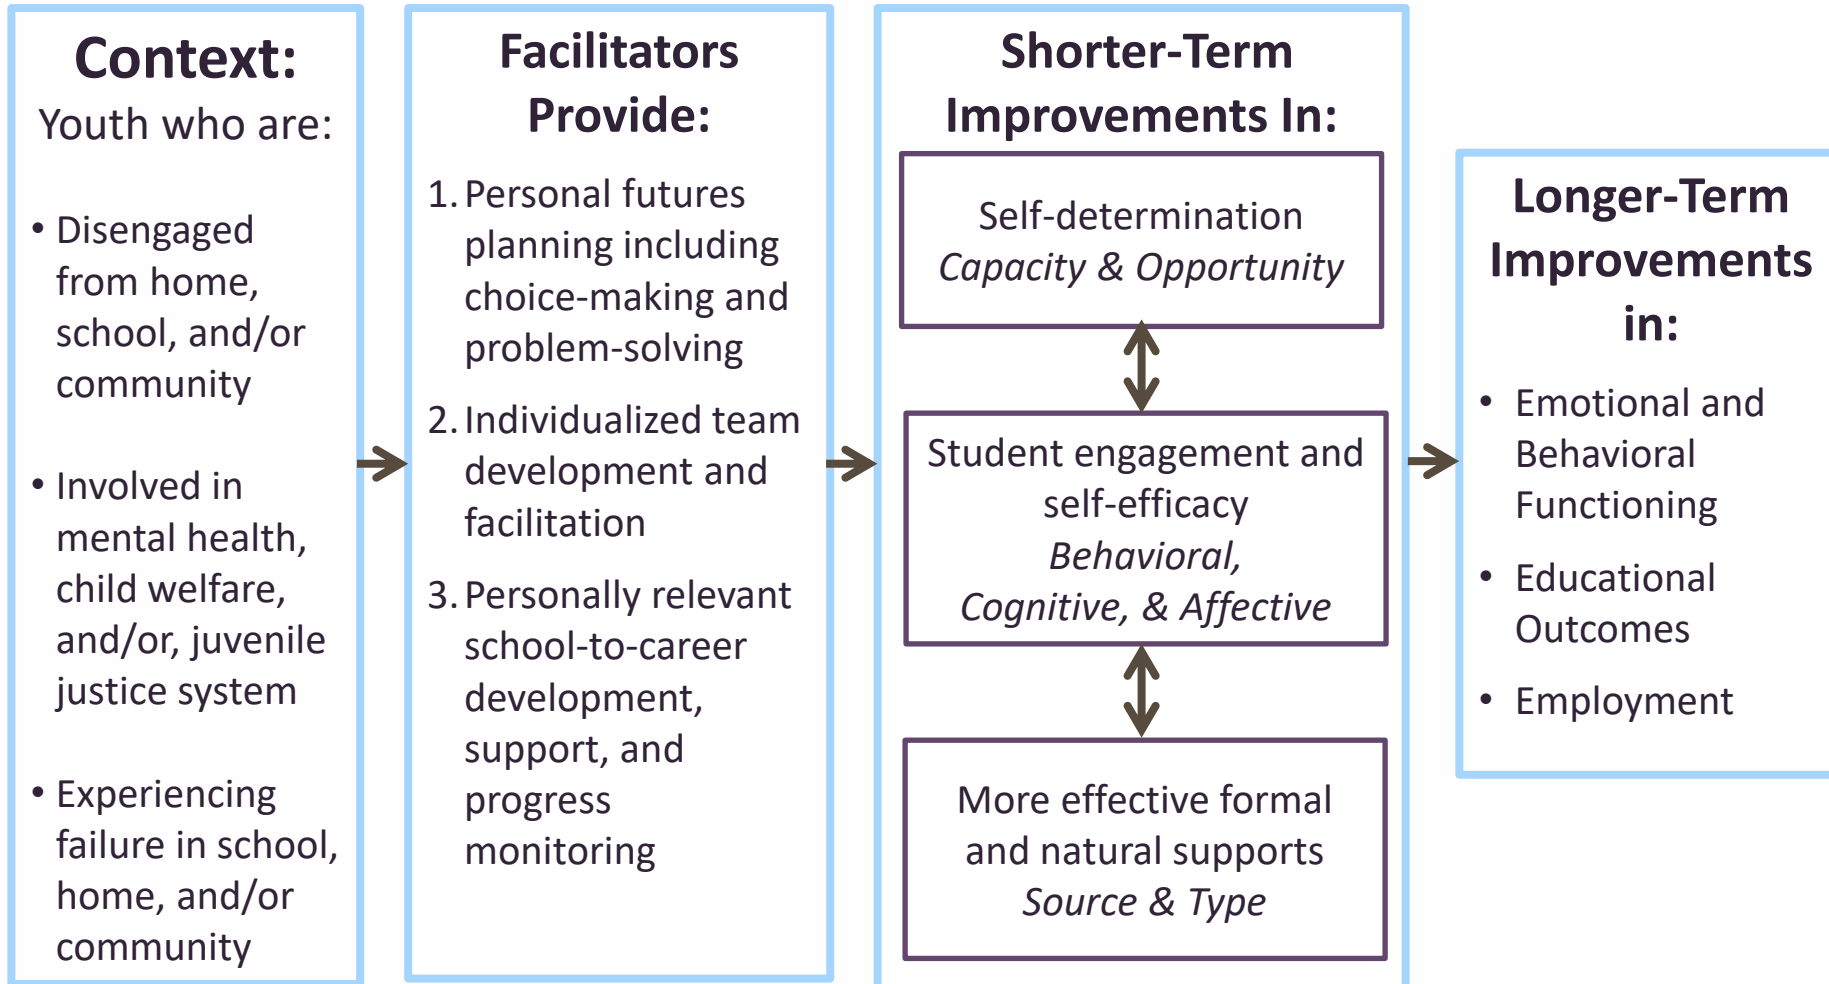 Context:
Youth who are:
• Disengaged
from home,
school, and/or
community
• Involved in
mental health,
child welfare,
and/or, juvenile
justice system
• Experiencing
failure in school,
home, and/or
community
Facilitators
Provide:
1. Personal futures
planning including
choice-making and
problem-solving
2. Individualized team
development and
facilitation
3. Personally relevant
school-to-career
development,
support, and
progress
monitoring
Shorter-Term
Improvements In:
Self-determination
Capacity & Opportunity
Student engagement and
self-efficacy
Behavioral,
Cognitive, & Affective
More effective formal
and natural supports
Source & Type
Longer-Term
Improvements
in:
• Emotional and
Behavioral
Functioning
• Educational
Outcomes
• Employment